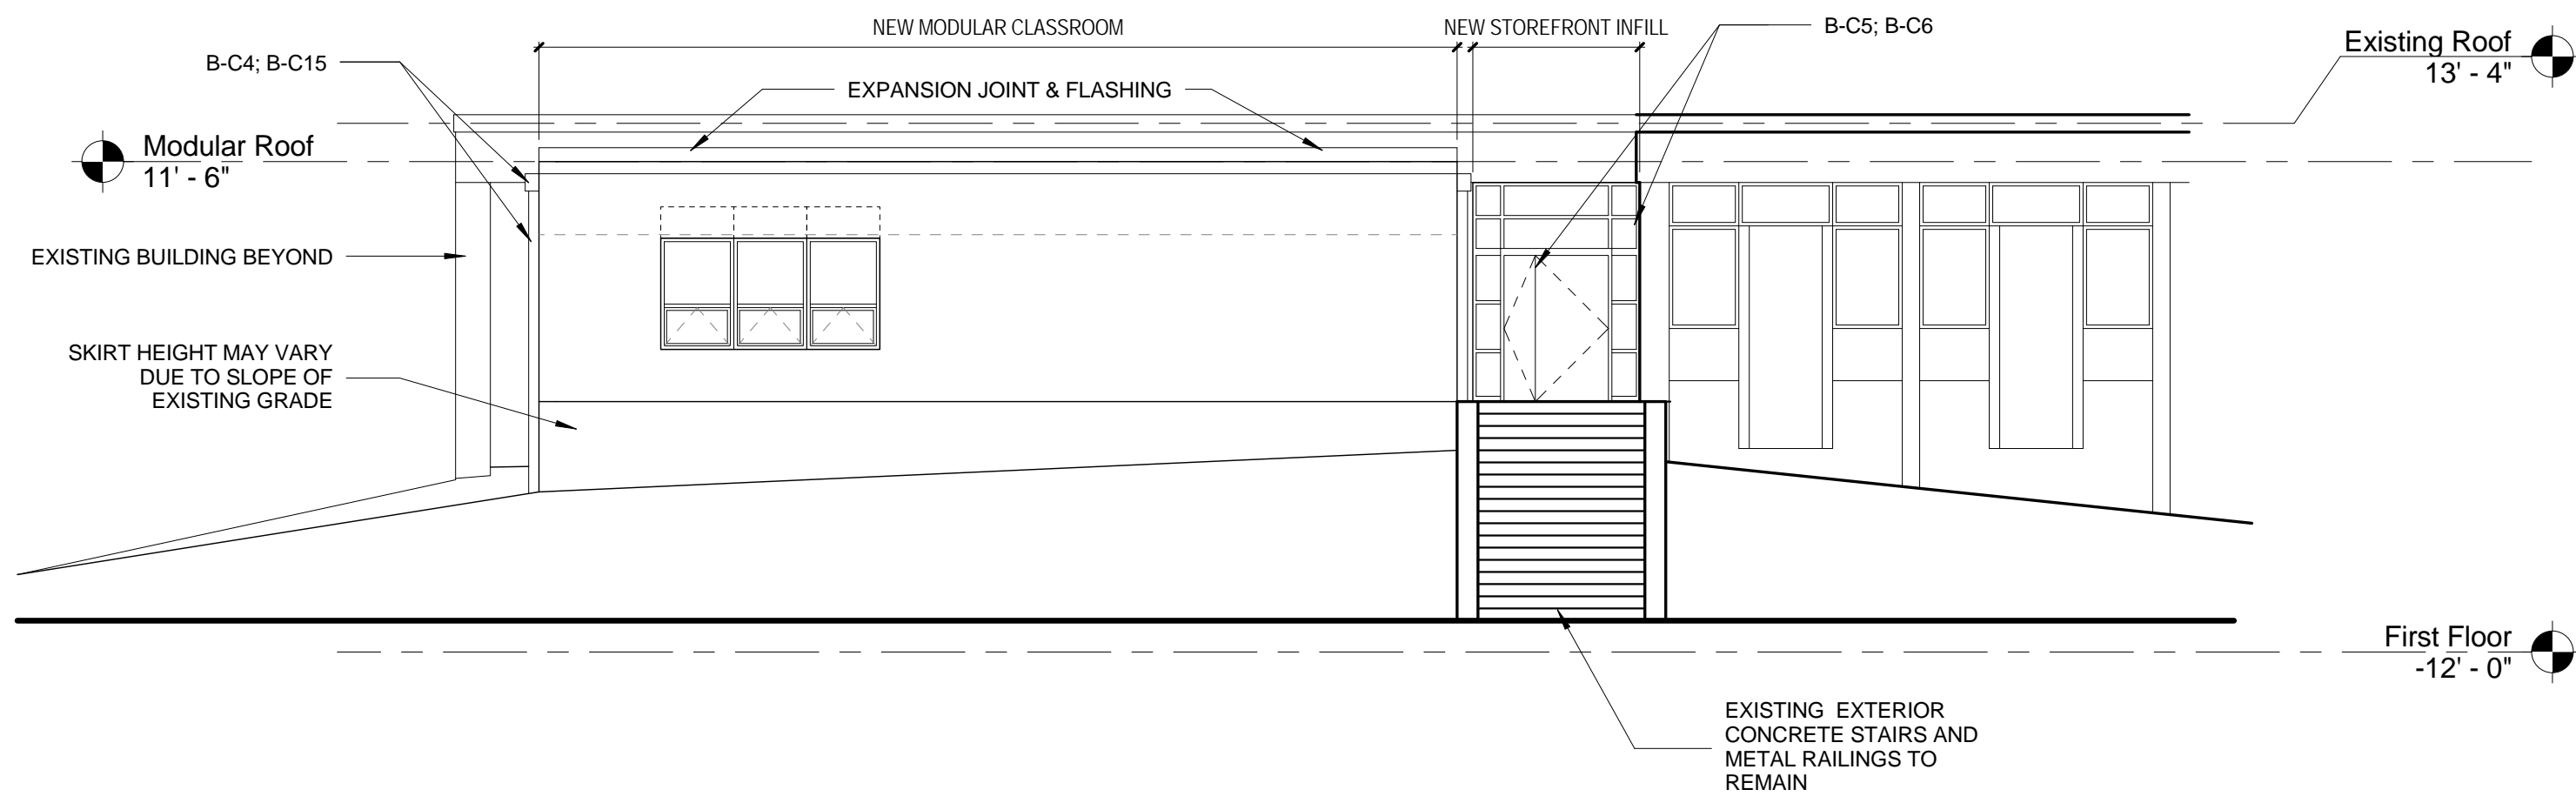 NEW MODULAR CLASSROOM
NEW STOREFRONT INFILL
B-C5; B-C6
B-C4; B-C15
Existing Roof
13' - 4"
EXPANSION JOINT & FLASHING
Modular Roof
11' - 6"
EXISTING BUILDING BEYOND
SKIRT HEIGHT MAY VARY
DUE TO SLOPE OF
EXISTING GRADE
First Floor
-12' - 0"
EXISTING  EXTERIOR
CONCRETE STAIRS AND
METAL RAILINGS TO
REMAIN